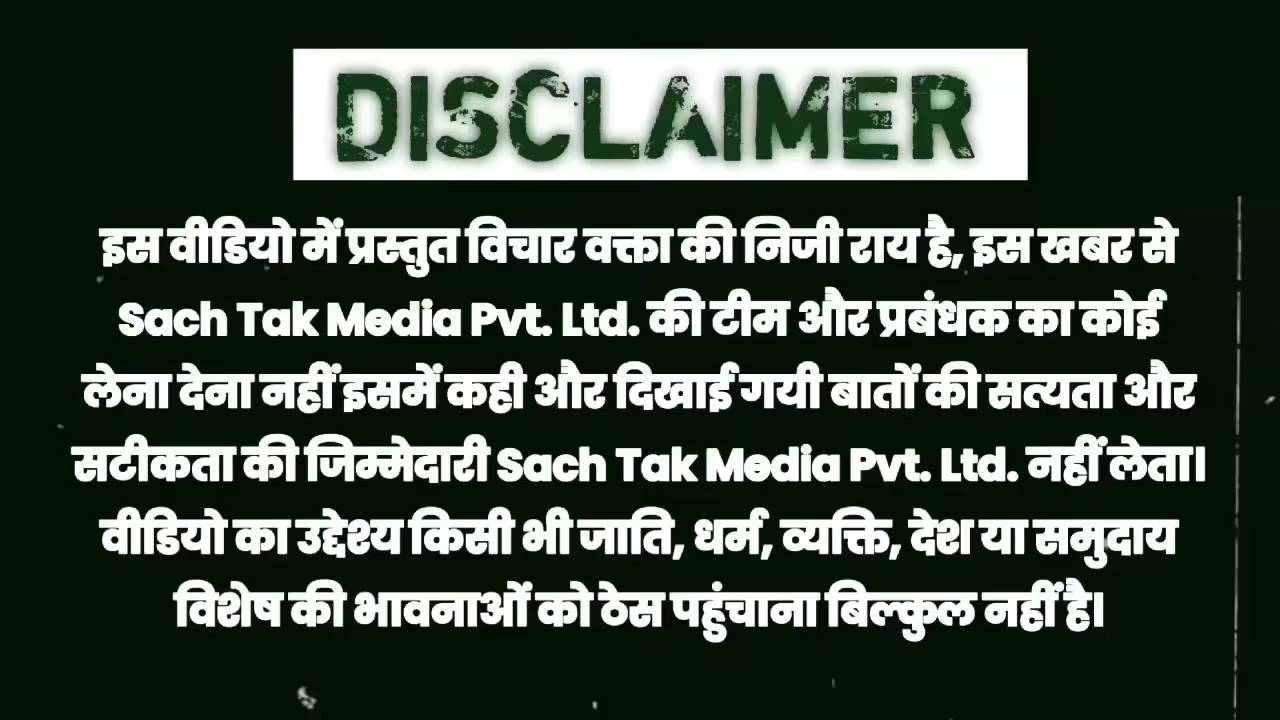 DISCLAIMER
इस वीडियो में प्रस्तुत विचार वक्ता की निजी राय है, इस खबर से
Sach Tak Media Pvt. Ltd. की टीम और प्रबंधक का कोई
लेना देना नहीं इसमें कही और दिखाई गयी बातों की सत्यता और
सटीकता की जिम्मेदारी Sach Tak Media Pvt. Ltd. नहीं लेता।
वीडियो का उद्देश्य किसी भी जाति, धर्म, व्यक्ति, देश या समुदाय
विशेष की भावनाओं को ठेस पहुंचाना बिल्कुल नहीं है।